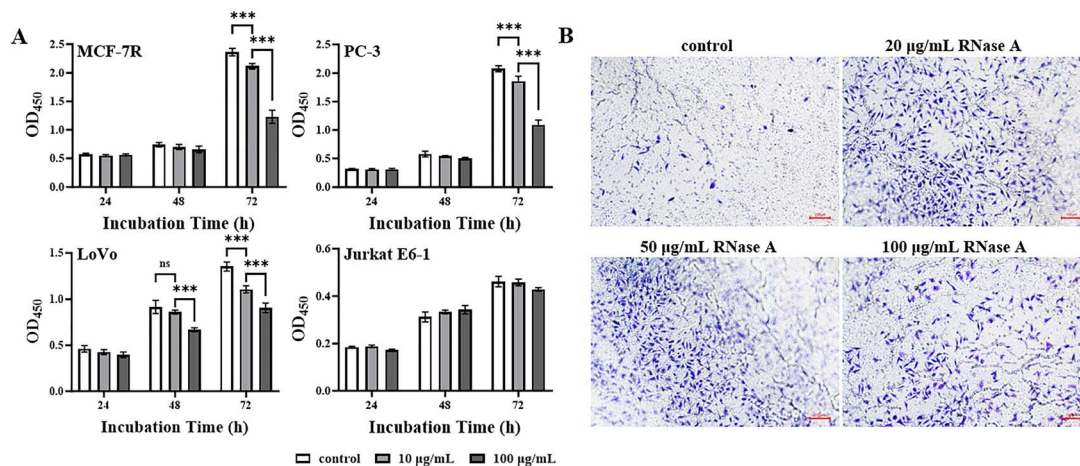 A
MCF-7R
OD450
2.5
2.0
1.5
1.0
0.5
0.0
24
48
72
***
***
Incubation Time (h)
PC-3
OD450
2.5
2.0
1.5
1.0
0.5
0.0
24
48
72
***
***
Incubation Time (h)
LoVo
OD450
1.5
1.0
0.5
0.0
24
48
72
ns
***
***
***
Incubation Time (h)
Jurkat E6-1
OD450
0.6
0.4
0.2
0.0
24
48
72
Incubation Time (h)
control 10 μg/mL 100 μg/mL
B
control
20 μg/mL RNase A
50 μg/mL RNase A
100 μg/mL RNase A